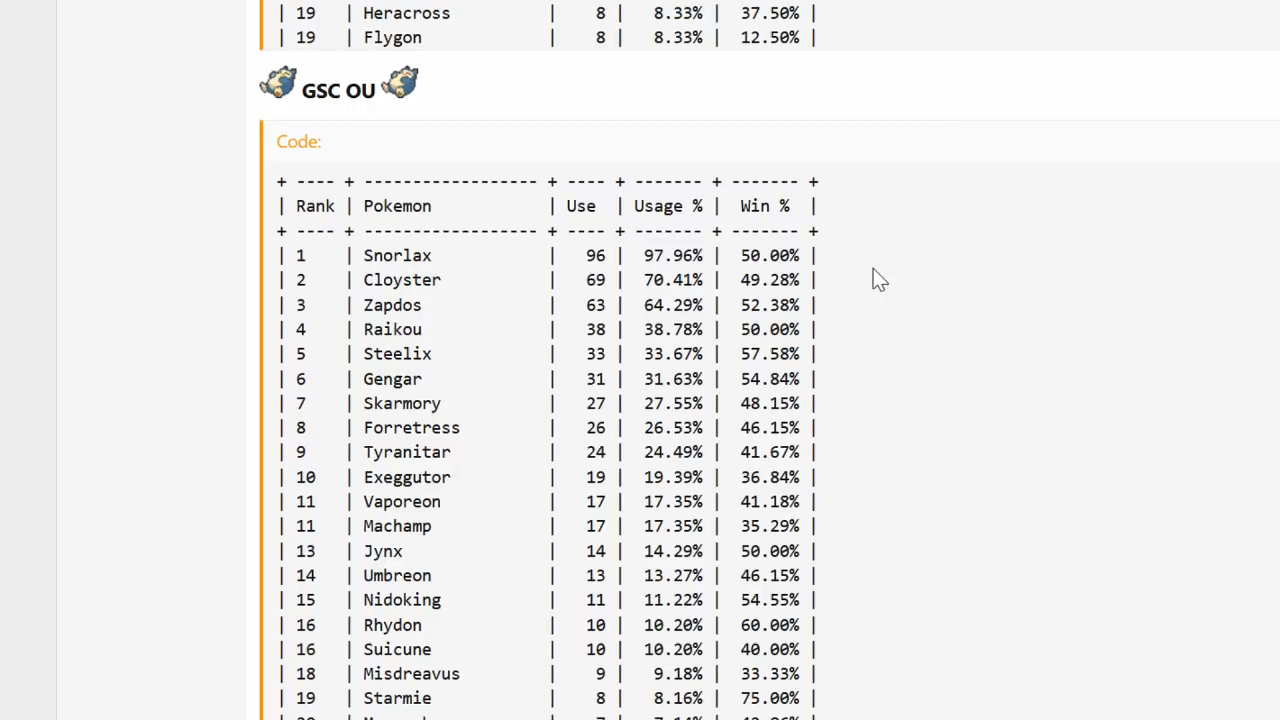 | 19 | Heracross | 8 | 8.33% | 37.50% |
| 19 | Flygon | 8 | 8.33% | 12.50% |
GSC OU
Code:
+ ---- + ------------------ + ---- + ------- + ------- +
| Rank | Pokemon | Use | Usage % | Win % |
+ ---- + ------------------ + ---- + ------- + ------- +
| 1 | Snorlax | 96 | 97.96% | 50.00% |
| 2 | Cloyster | 69 | 70.41% | 49.28% |
| 3 | Zapdos | 63 | 64.29% | 52.38% |
| 4 | Raikou | 38 | 38.78% | 50.00% |
| 5 | Steelix | 33 | 33.67% | 57.58% |
| 6 | Gengar | 31 | 31.63% | 54.84% |
| 7 | Skarmory | 27 | 27.55% | 48.15% |
| 8 | Forretress | 26 | 26.53% | 46.15% |
| 9 | Tyranitar | 24 | 24.49% | 41.67% |
| 10 | Exeggutor | 19 | 19.39% | 36.84% |
| 11 | Vaporeon | 17 | 17.35% | 41.18% |
| 11 | Machamp | 17 | 17.35% | 35.29% |
| 13 | Jynx | 14 | 14.29% | 50.00% |
| 14 | Umbreon | 13 | 13.27% | 46.15% |
| 15 | Nidoking | 11 | 11.22% | 54.55% |
| 16 | Rhydon | 10 | 10.20% | 60.00% |
| 16 | Suicune | 10 | 10.20% | 40.00% |
| 18 | Misdreavus | 9 | 9.18% | 33.33% |
| 19 | Starmie | 8 | 8.16% | 75.00% |